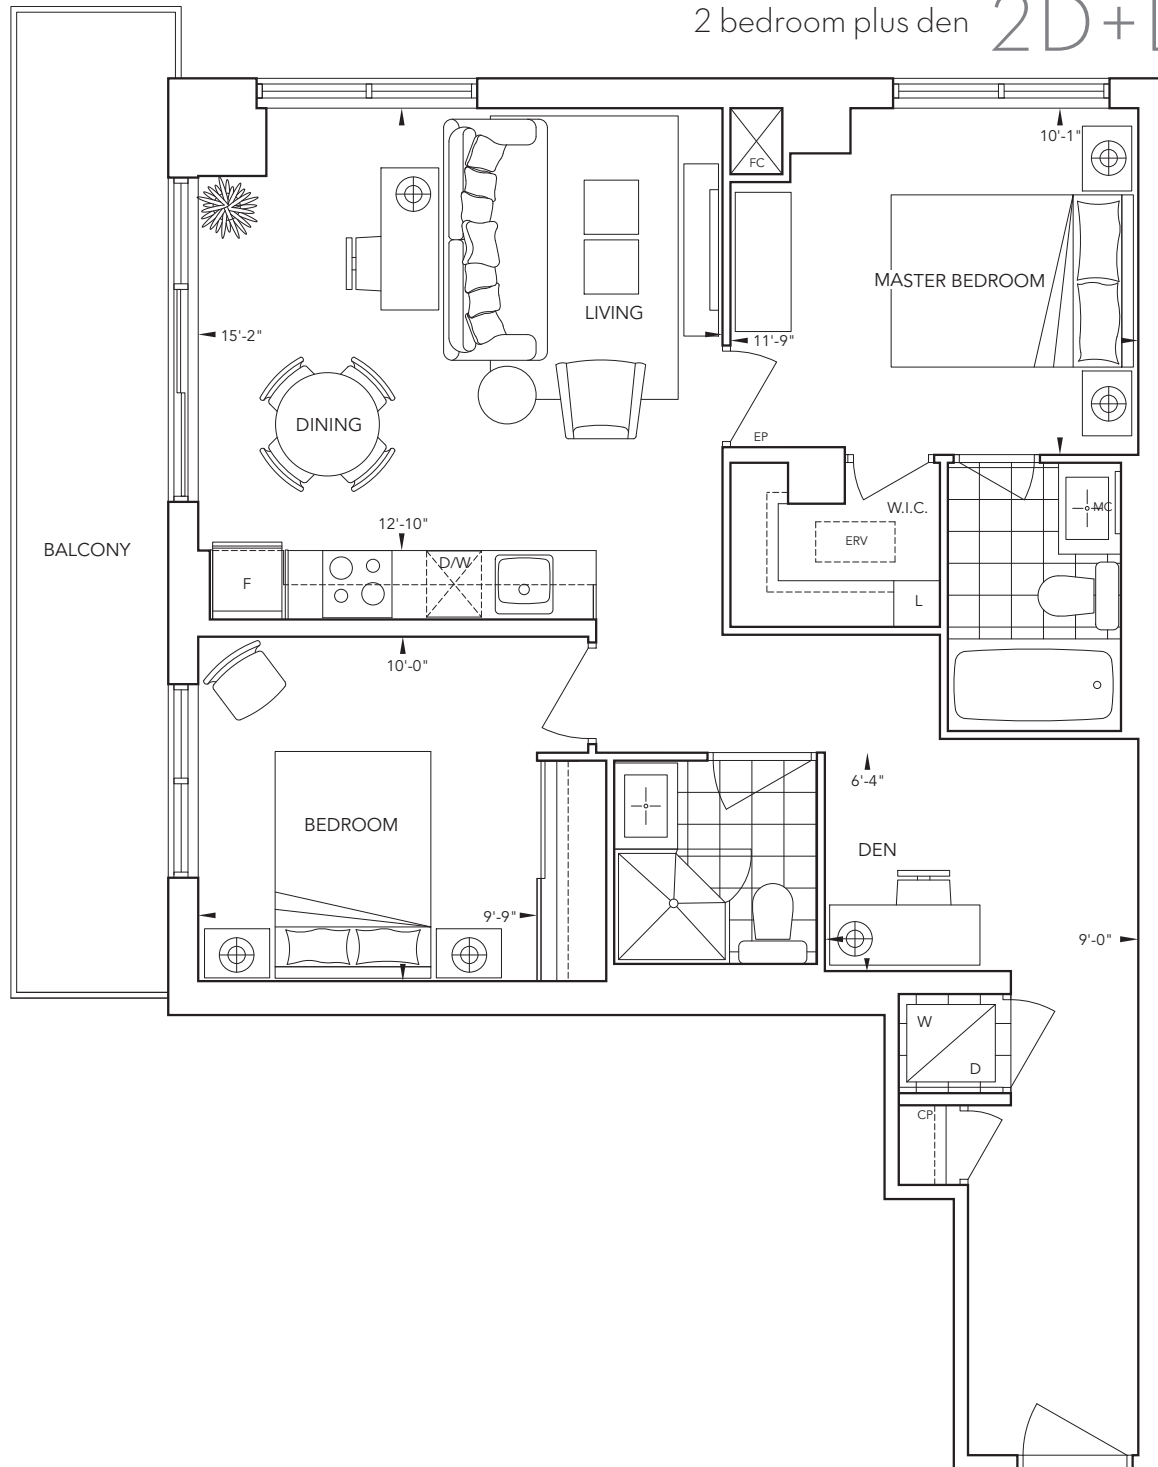 2 bedroom plus den 2D+
FC
10'-1"
MASTER BEDROOM
LIVING
15'-2"
11'-9"
DINING
EP
12'-10"
W.I.C.
MC
BALCONY
ERV
D/W
F
L
10'-0"
6'-4"
BEDROOM
DEN
9'-9"
9'-0"
W
D
CP